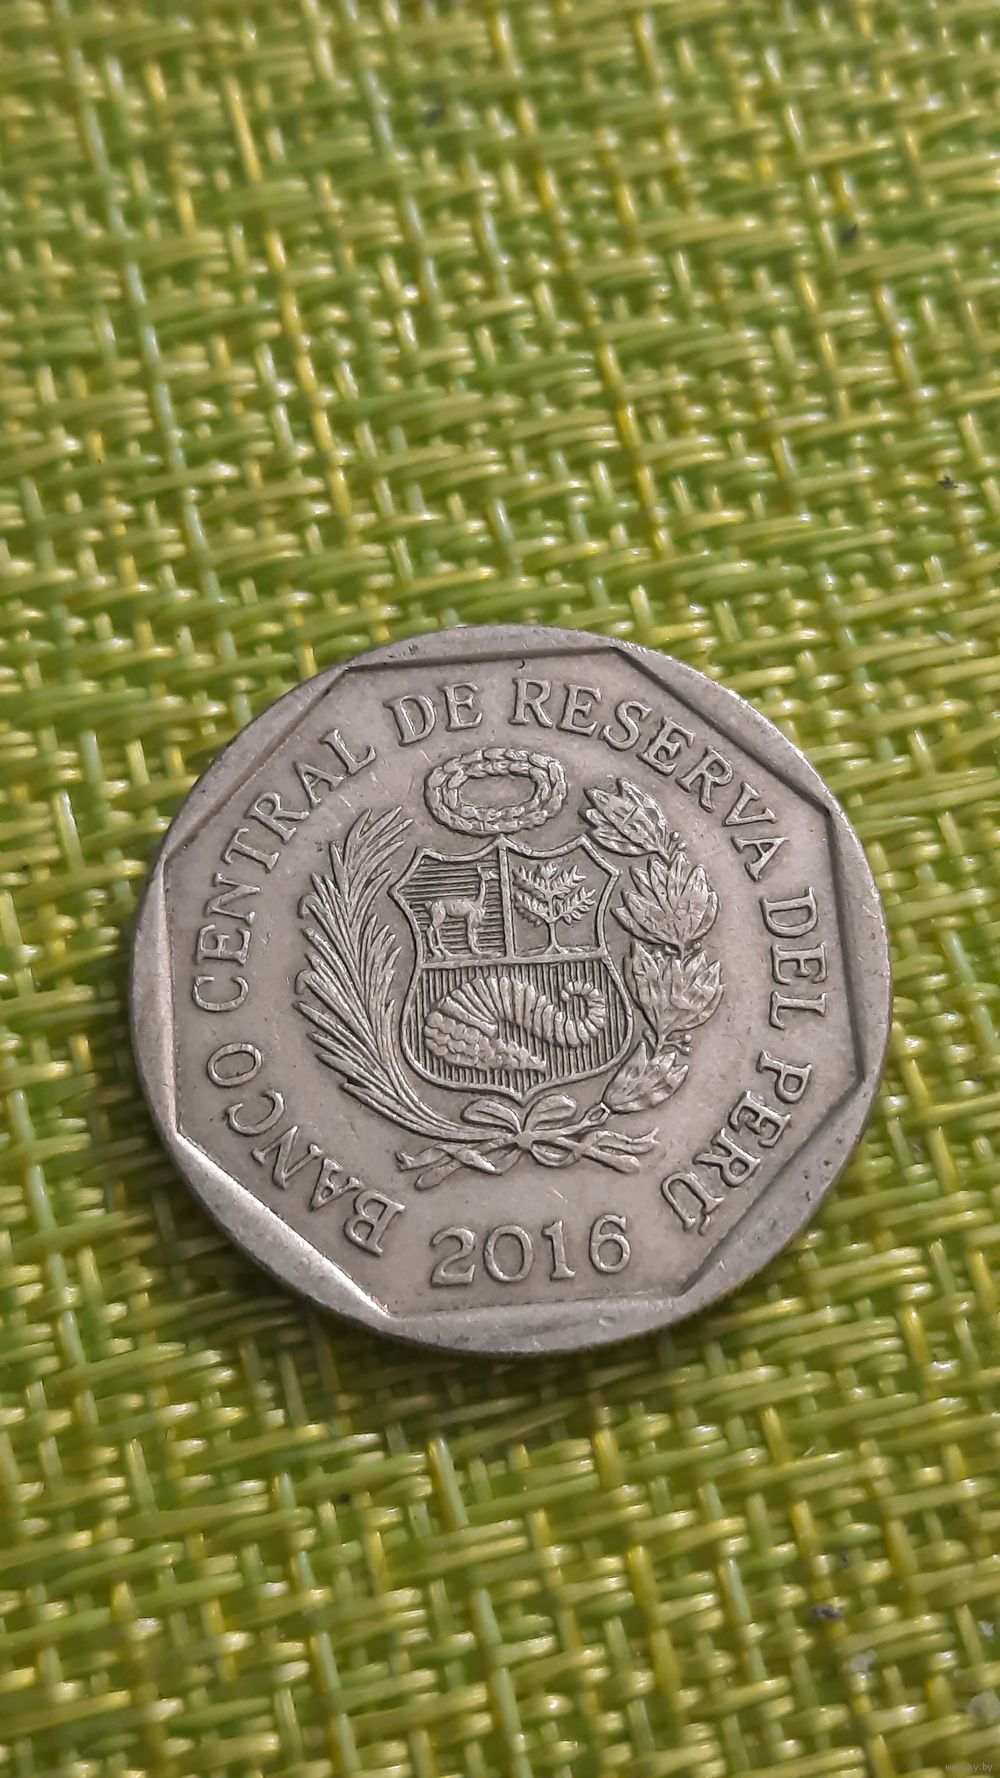 BANCO CENTRAL DE RESERVA DEL PERÚ
2016